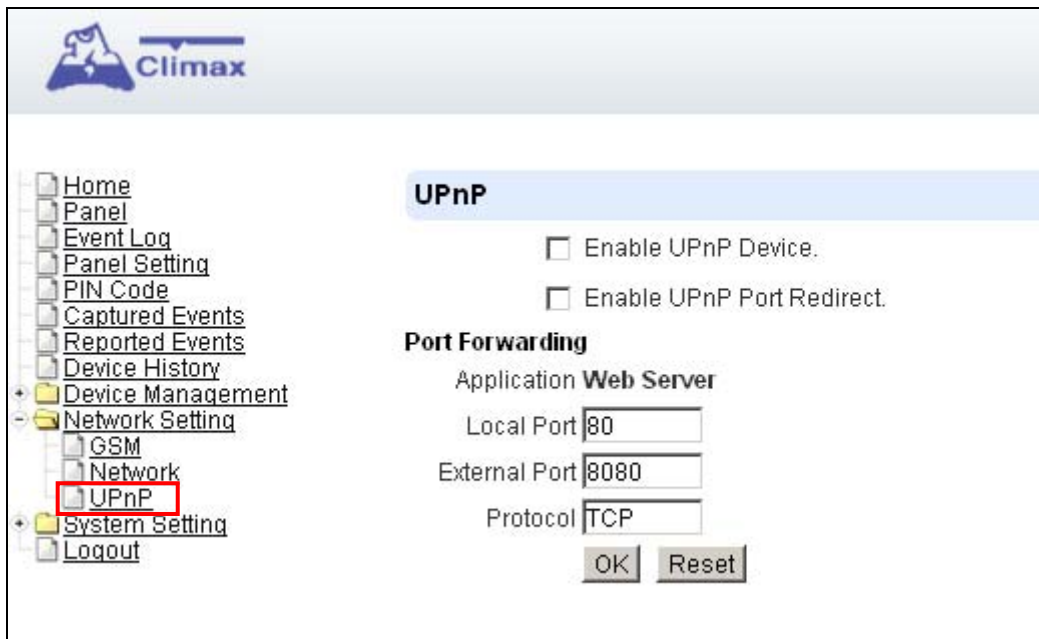 Climax
Home
Panel
Event Log
Panel Setting
PIN Code
Captured Events
Reported Events
Device History
Device Management
Network Setting
GSM
Network
UPnP
System Setting
Logout
UPnP
Enable UPnP Device.
Enable UPnP Port Redirect.
Port Forwarding
Application Web Server
Local Port 80
External Port 8080
Protocol TCP
OK Reset